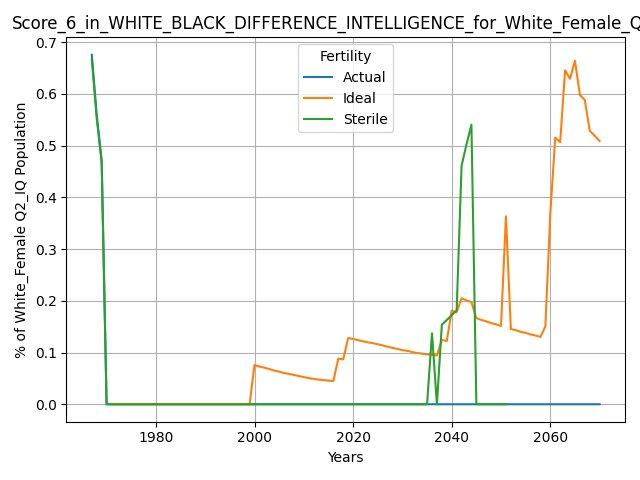 Score_6_in_WHITE_BLACK_DIFFERENCE_INTELLIGENCE_for_White_Female_Q
Fertility
Actual
Ideal
Sterile
% of White_Female Q2_IQ Population
0.7
0.6
0.5
0.4
0.3
0.2
0.1
0.0
1980 2000 2020 2040 2060
Years